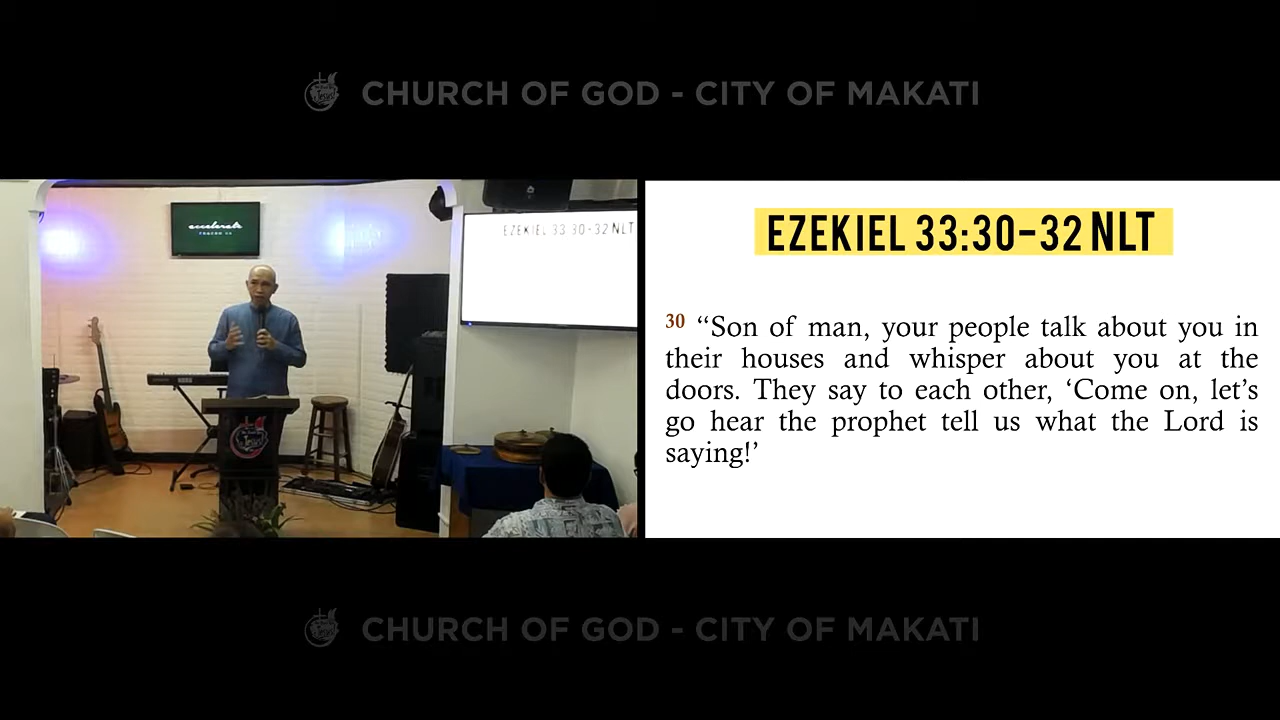 CHURCH OF GOD - CITY OF MAKATI
accelerate
EZEKIEL 33:30-32 NLT
EZEKIEL 33:30-32 NLT
30 “Son of man, your people talk about you in
their houses and whisper about you at the
doors. They say to each other, ‘Come on, let’s
go hear the prophet tell us what the Lord is
saying!’
CHURCH OF GOD - CITY OF MAKATI